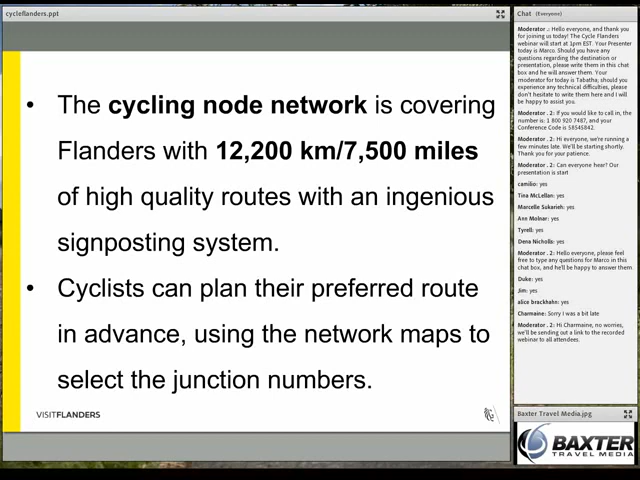 cycleflanders.ppt
• The cycling node network is covering
Flanders with 12,200 km/7,500 miles
of high quality routes with an ingenious
signposting system.
• Cyclists can plan their preferred route
in advance, using the network maps to
select the junction numbers.
VISITFLANDERS
Chat (Everyone)
Moderator .: Hello everyone, and thank you
for joining us today! The Cycle Flanders
webinar will start at 1pm EST. Your Presenter
today is Marco. Should you have any
questions regarding the destination or
presentation, please write them in this chat
box and he will answer them. Your
moderator for today is Tabatha; should you
experience any technical difficulties, please
don't hesitate to write them here and I will
be happy to assist you.
Moderator . 2: If you would like to call in, the
number is: 1 800 920 7487, and your
Conference Code is 58545842.
Moderator . 2: Hi everyone, we're running a
few minutes late. We'll be starting shortly.
Thank you for your patience.
Moderator . 2: Can everyone hear? Our
presentation is start
camilio: yes
Tina McLellan: yes
Marcelle Sukarieh: yes
Ann Molnar: yes
Tyrell: yes
Dena Nicholls: yes
Moderator . 2: Hello everyone, please feel
free to type any questions for Marco in this
chat box, and he'll be happy to answer them.
Duke: yes
Jim: yes
alice brackhahn: yes
Charmaine: Sorry I was a bit late
Moderator . 2: Hi Charmaine, no worries,
we'll be sending out a link to the recorded
webinar to all attendees.
Baxter Travel Media.jpg
BAXTER
TRAVEL MEDIA